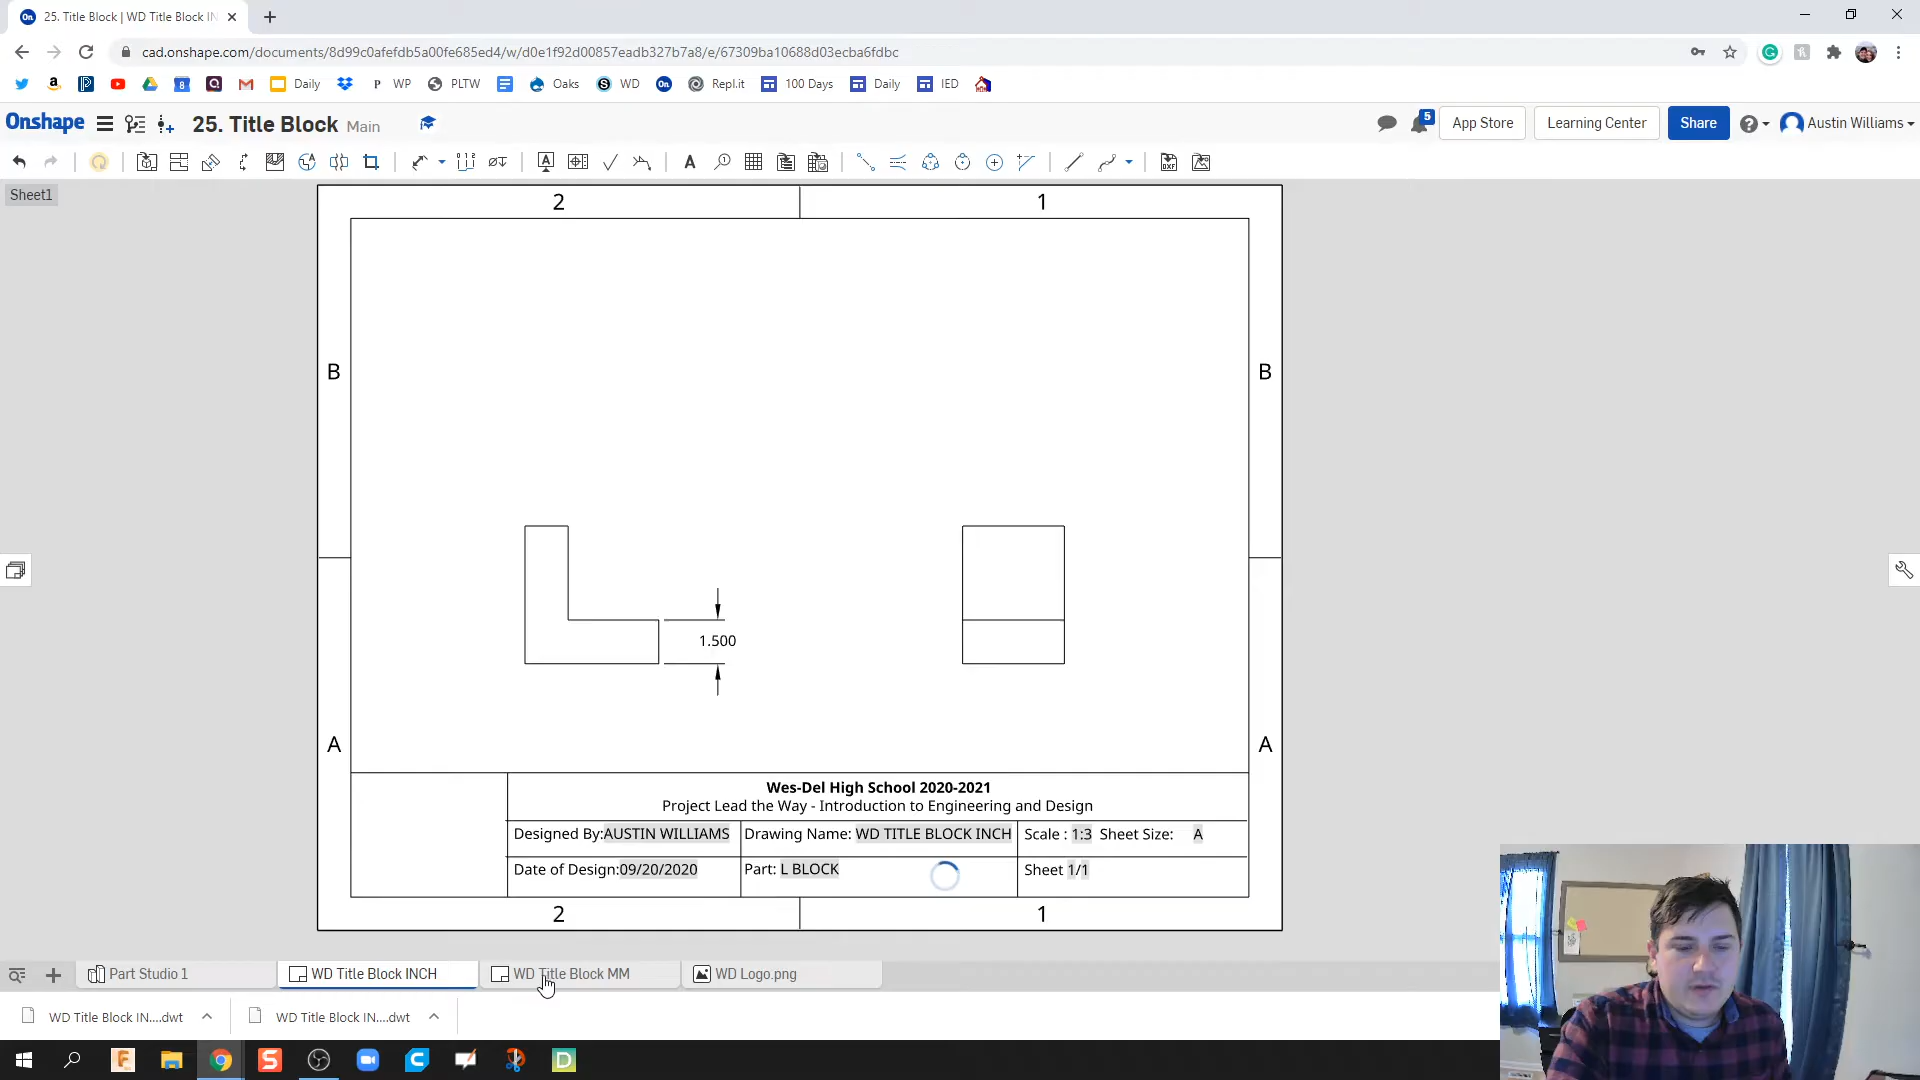 25. Title Block | WD Title Block IN
cad.onshape.com/documents/8d99c0afefdb5a00fe685ed4/w/d0e1f92d00857eadb327b7a8/e/67309ba10688d03ecba6fdbc
Daily WP PLTW Oaks WD Repl.it 100 Days Daily IED
Onshape 25. Title Block Main 5 App Store Learning Center Share Austin Williams
Sheet1
2 1
B B
1.500
A A
Wes-Del High School 2020-2021
Project Lead the Way - Introduction to Engineering and Design
Designed By:AUSTIN WILLIAMS Drawing Name: WD TITLE BLOCK INCH Scale : 1:3 Sheet Size: A
Date of Design:09/20/2020 Part: L BLOCK Sheet 1/1
2 1
Part Studio 1 WD Title Block INCH WD Title Block MM WD Logo.png
WD Title Block IN....dwt WD Title Block IN....dwt